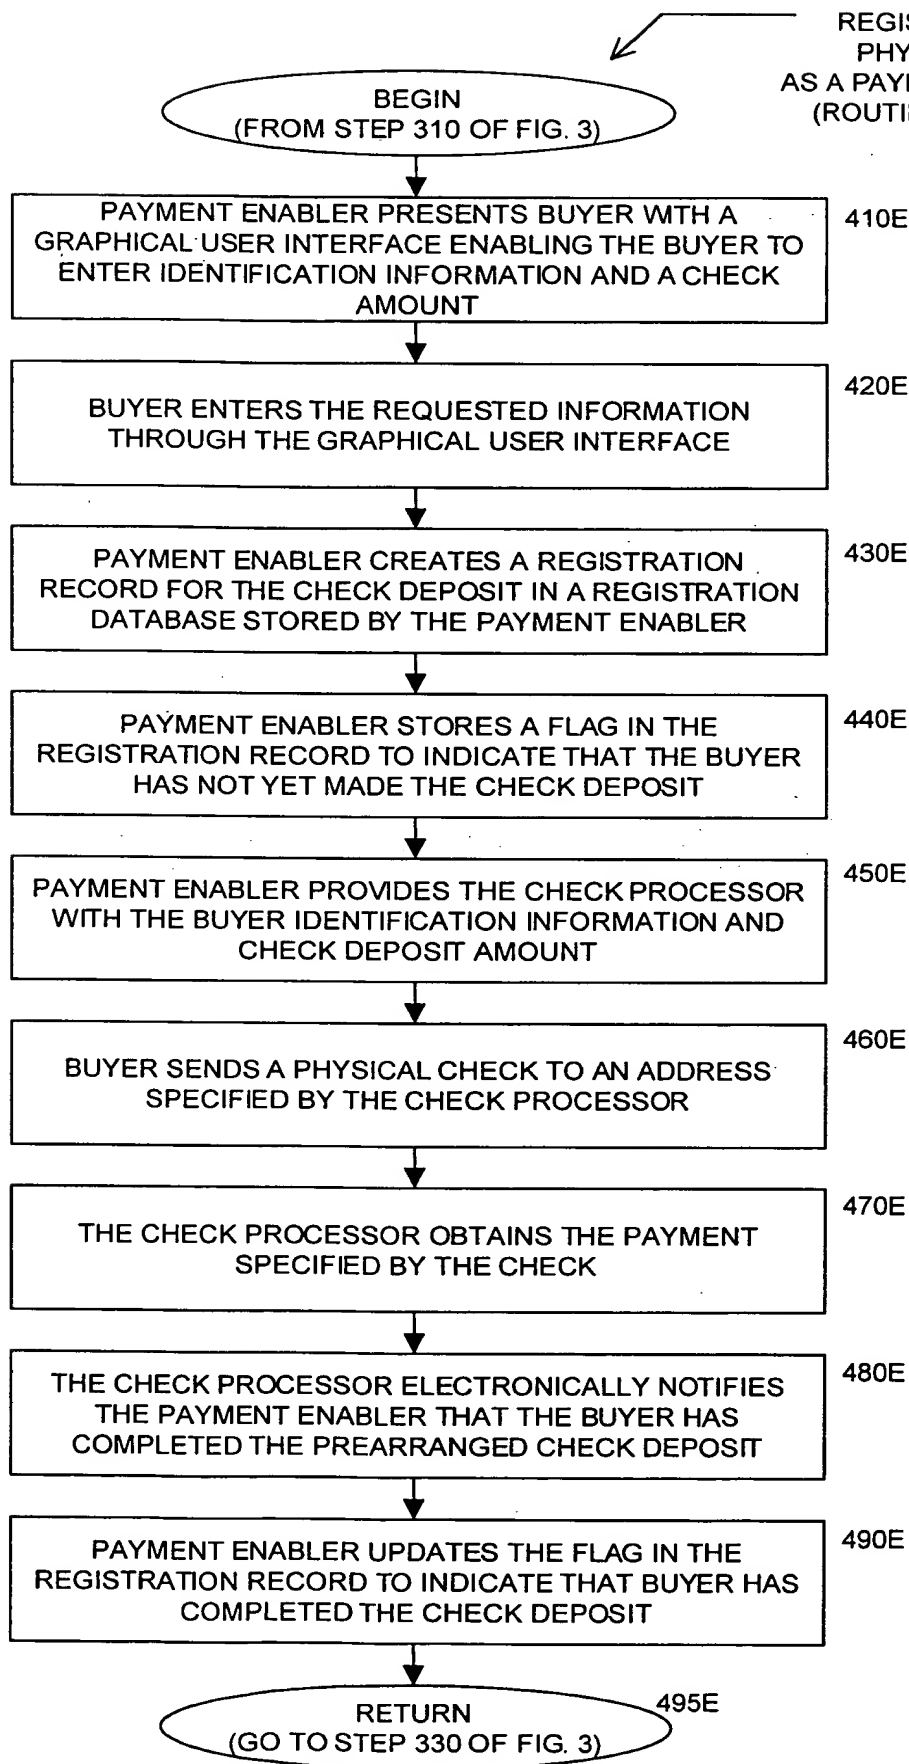 REGIS
PHY
AS A PAY
(ROUTI
BEGIN
(FROM STEP 310 OF FIG. 3)
PAYMENT ENABLER PRESENTS BUYER WITH A
GRAPHICAL USER INTERFACE ENABLING THE BUYER TO
ENTER IDENTIFICATION INFORMATION AND A CHECK
AMOUNT
410E
BUYER ENTERS THE REQUESTED INFORMATION
THROUGH THE GRAPHICAL USER INTERFACE
420E
PAYMENT ENABLER CREATES A REGISTRATION
RECORD FOR THE CHECK DEPOSIT IN A REGISTRATION
DATABASE STORED BY THE PAYMENT ENABLER
430E
PAYMENT ENABLER STORES A FLAG IN THE
REGISTRATION RECORD TO INDICATE THAT THE BUYER
HAS NOT YET MADE THE CHECK DEPOSIT
440E
PAYMENT ENABLER PROVIDES THE CHECK PROCESSOR
WITH THE BUYER IDENTIFICATION INFORMATION AND
CHECK DEPOSIT AMOUNT
450E
BUYER SENDS A PHYSICAL CHECK TO AN ADDRESS
SPECIFIED BY THE CHECK PROCESSOR
460E
THE CHECK PROCESSOR OBTAINS THE PAYMENT
SPECIFIED BY THE CHECK
470E
THE CHECK PROCESSOR ELECTRONICALLY NOTIFIES
THE PAYMENT ENABLER THAT THE BUYER HAS
COMPLETED THE PREARRANGED CHECK DEPOSIT
480E
PAYMENT ENABLER UPDATES THE FLAG IN THE
REGISTRATION RECORD TO INDICATE THAT BUYER HAS
COMPLETED THE CHECK DEPOSIT
490E
RETURN
(GO TO STEP 330 OF FIG. 3)
495E